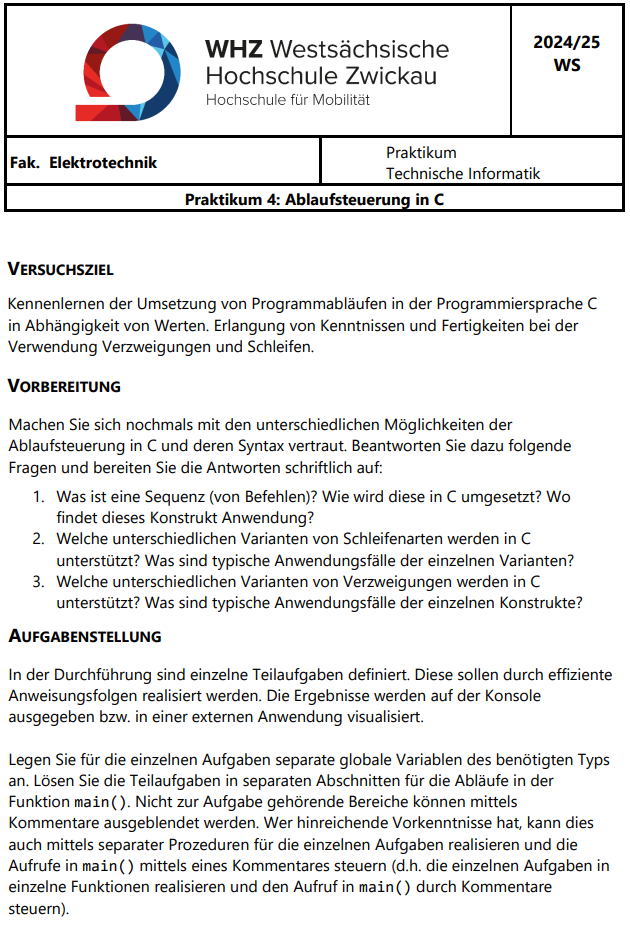 WHZ Westsächsische
Hochschule Zwickau
Hochschule für Mobilität
2024/25
WS
Fak. Elektrotechnik
Praktikum
Technische Informatik
Praktikum 4: Ablaufsteuerung in C
VERSUCHSZIEL
Kennenlernen der Umsetzung von Programmabläufen in der Programmiersprache C
in Abhängigkeit von Werten. Erlangung von Kenntnissen und Fertigkeiten bei der
Verwendung Verzweigungen und Schleifen.
VORBEREITUNG
Machen Sie sich nochmals mit den unterschiedlichen Möglichkeiten der
Ablaufsteuerung in C und deren Syntax vertraut. Beantworten Sie dazu folgende
Fragen und bereiten Sie die Antworten schriftlich auf:
1. Was ist eine Sequenz (von Befehlen)? Wie wird diese in C umgesetzt? Wo
findet dieses Konstrukt Anwendung?
2. Welche unterschiedlichen Varianten von Schleifenarten werden in C
unterstützt? Was sind typische Anwendungsfälle der einzelnen Varianten?
3. Welche unterschiedlichen Varianten von Verzweigungen werden in C
unterstützt? Was sind typische Anwendungsfälle der einzelnen Konstrukte?
AUFGABENSTELLUNG
In der Durchführung sind einzelne Teilaufgaben definiert. Diese sollen durch effiziente
Anweisungsfolgen realisiert werden. Die Ergebnisse werden auf der Konsole
ausgegeben bzw. in einer externen Anwendung visualisiert.
Legen Sie für die einzelnen Aufgaben separate globale Variablen des benötigten Typs
an. Lösen Sie die Teilaufgaben in separaten Abschnitten für die Abläufe in der
Funktion main(). Nicht zur Aufgabe gehörende Bereiche können mittels
Kommentare ausgeblendet werden. Wer hinreichende Vorkenntnisse hat, kann dies
auch mittels separater Prozeduren für die einzelnen Aufgaben realisieren und die
Aufrufe in main() mittels eines Kommentares steuern (d.h. die einzelnen Aufgaben in
einzelne Funktionen realisieren und den Aufruf in main() durch Kommentare
steuern).